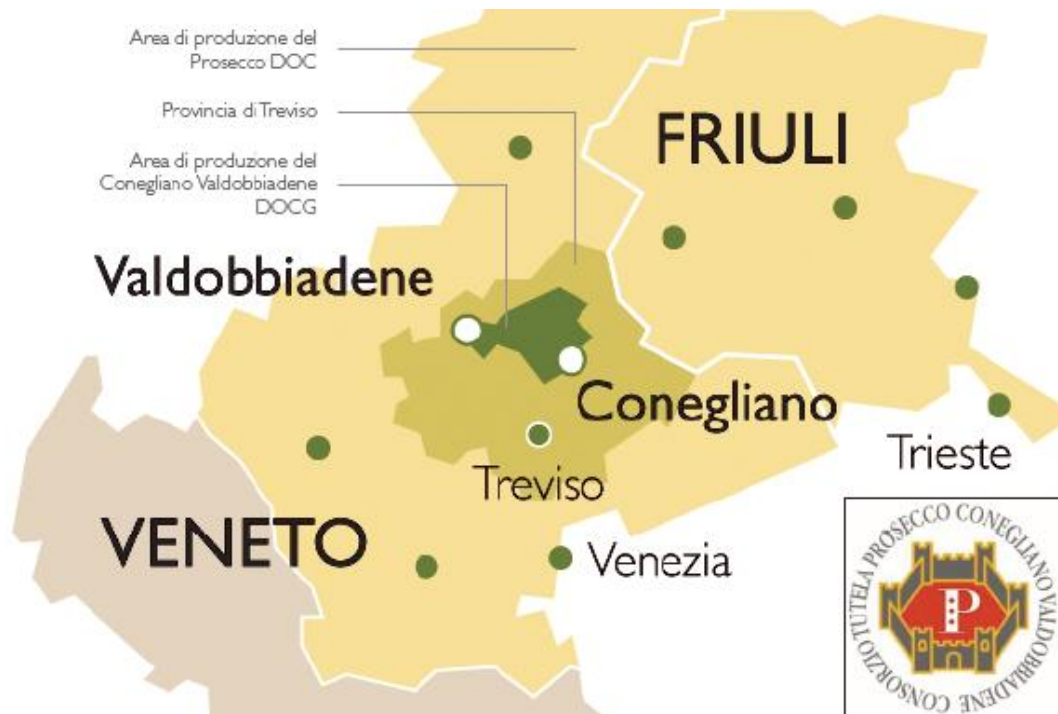 Area di produzione del
Prosecco DOC
Provincia di Treviso
Area di produzione del
Conegliano Valdobbiadene
DOCG
FRIULI
Valdobbiadene
Conegliano
Treviso
Trieste
VENETO
Venezia
CONSORZIO TUTELA PROSECCO CONEGLIANO VALDOBBIADENE
P